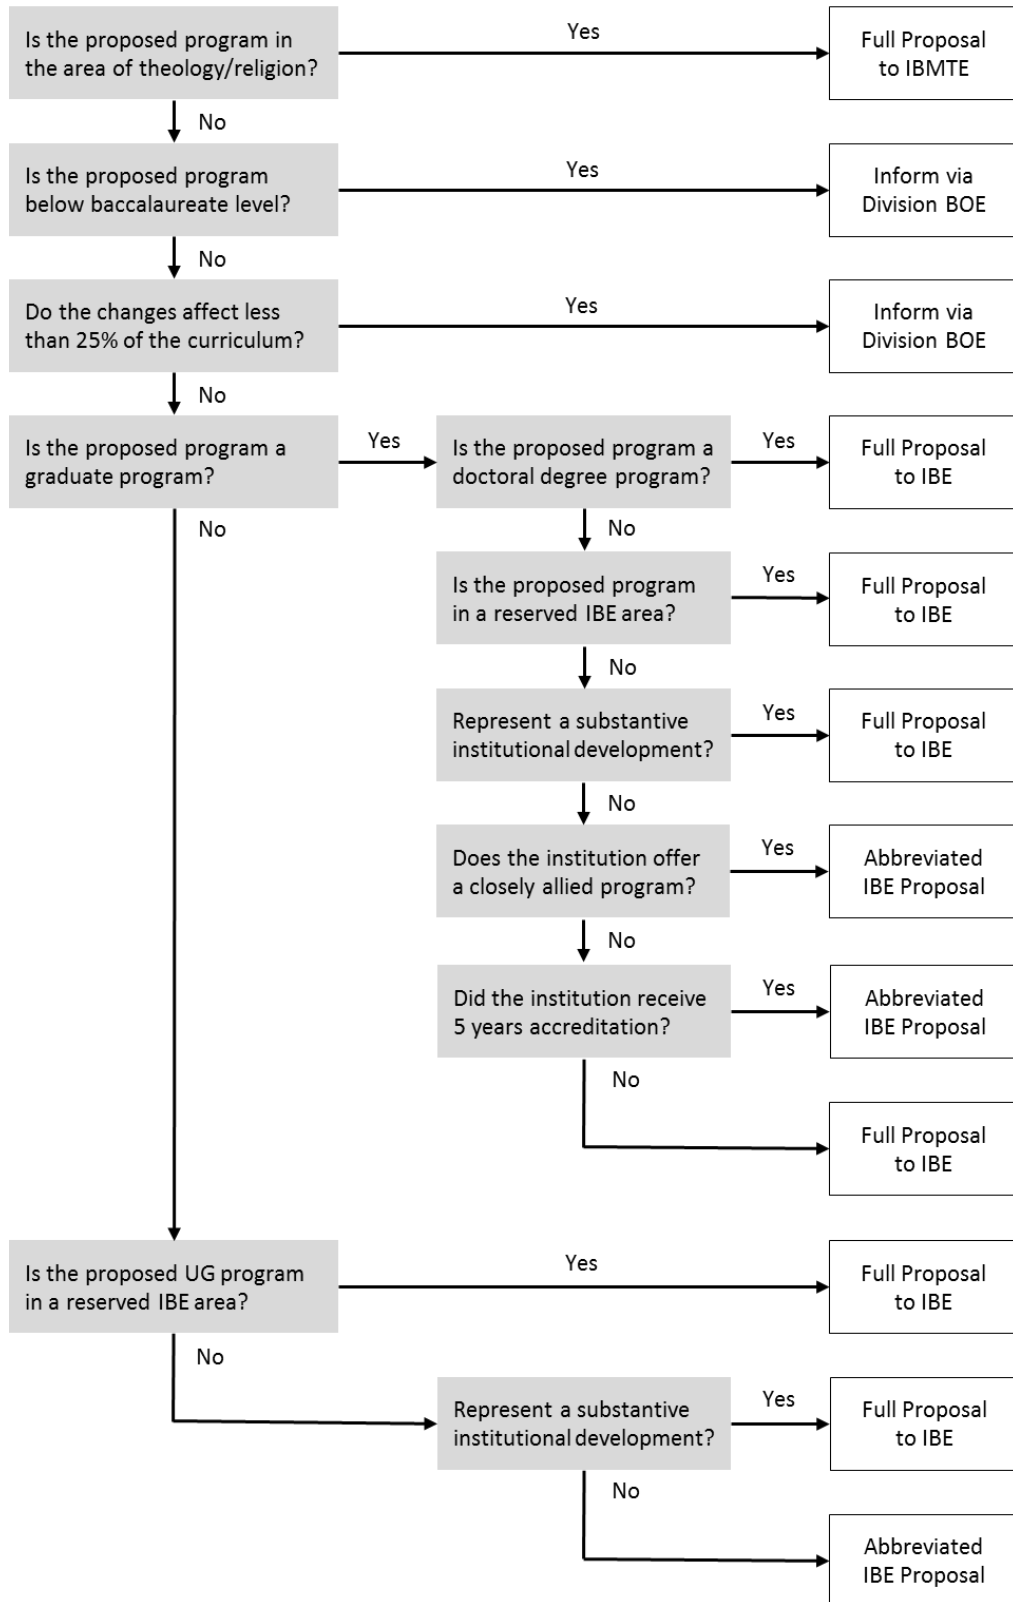 Is the proposed program in
the area of theology/religion?
Yes
Full Proposal
to IBMTE
No
Is the proposed program
below baccalaureate level?
Yes
Inform via
Division BOE
No
Do the changes affect less
than 25% of the curriculum?
Yes
Inform via
Division BOE
No
Is the proposed program a
graduate program?
Yes
Is the proposed program a
doctoral degree program?
Yes
Full Proposal
to IBE
No
No
Is the proposed program
in a reserved IBE area?
Yes
Full Proposal
to IBE
No
Represent a substantive
institutional development?
Yes
Full Proposal
to IBE
No
Does the institution offer
a closely allied program?
Yes
Abbreviated
IBE Proposal
No
Did the institution receive
5 years accreditation?
Yes
Abbreviated
IBE Proposal
No
Full Proposal
to IBE
Is the proposed UG program
in a reserved IBE area?
Yes
Full Proposal
to IBE
No
Represent a substantive
institutional development?
Yes
Full Proposal
to IBE
No
Abbreviated
IBE Proposal